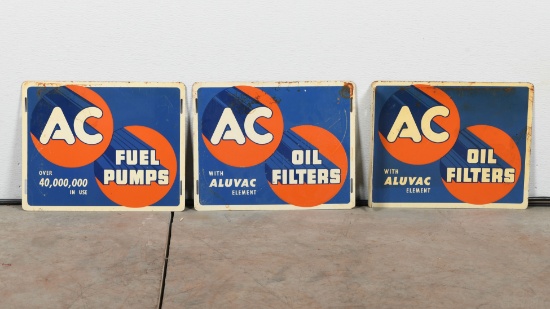 AC
FUEL
PUMPS
OVER
40,000,000
IN USE
AC
OIL
FILTERS
WITH
ALUVAC
ELEMENT
AC
OIL
FILTERS
WITH
ALUVAC
ELEMENT